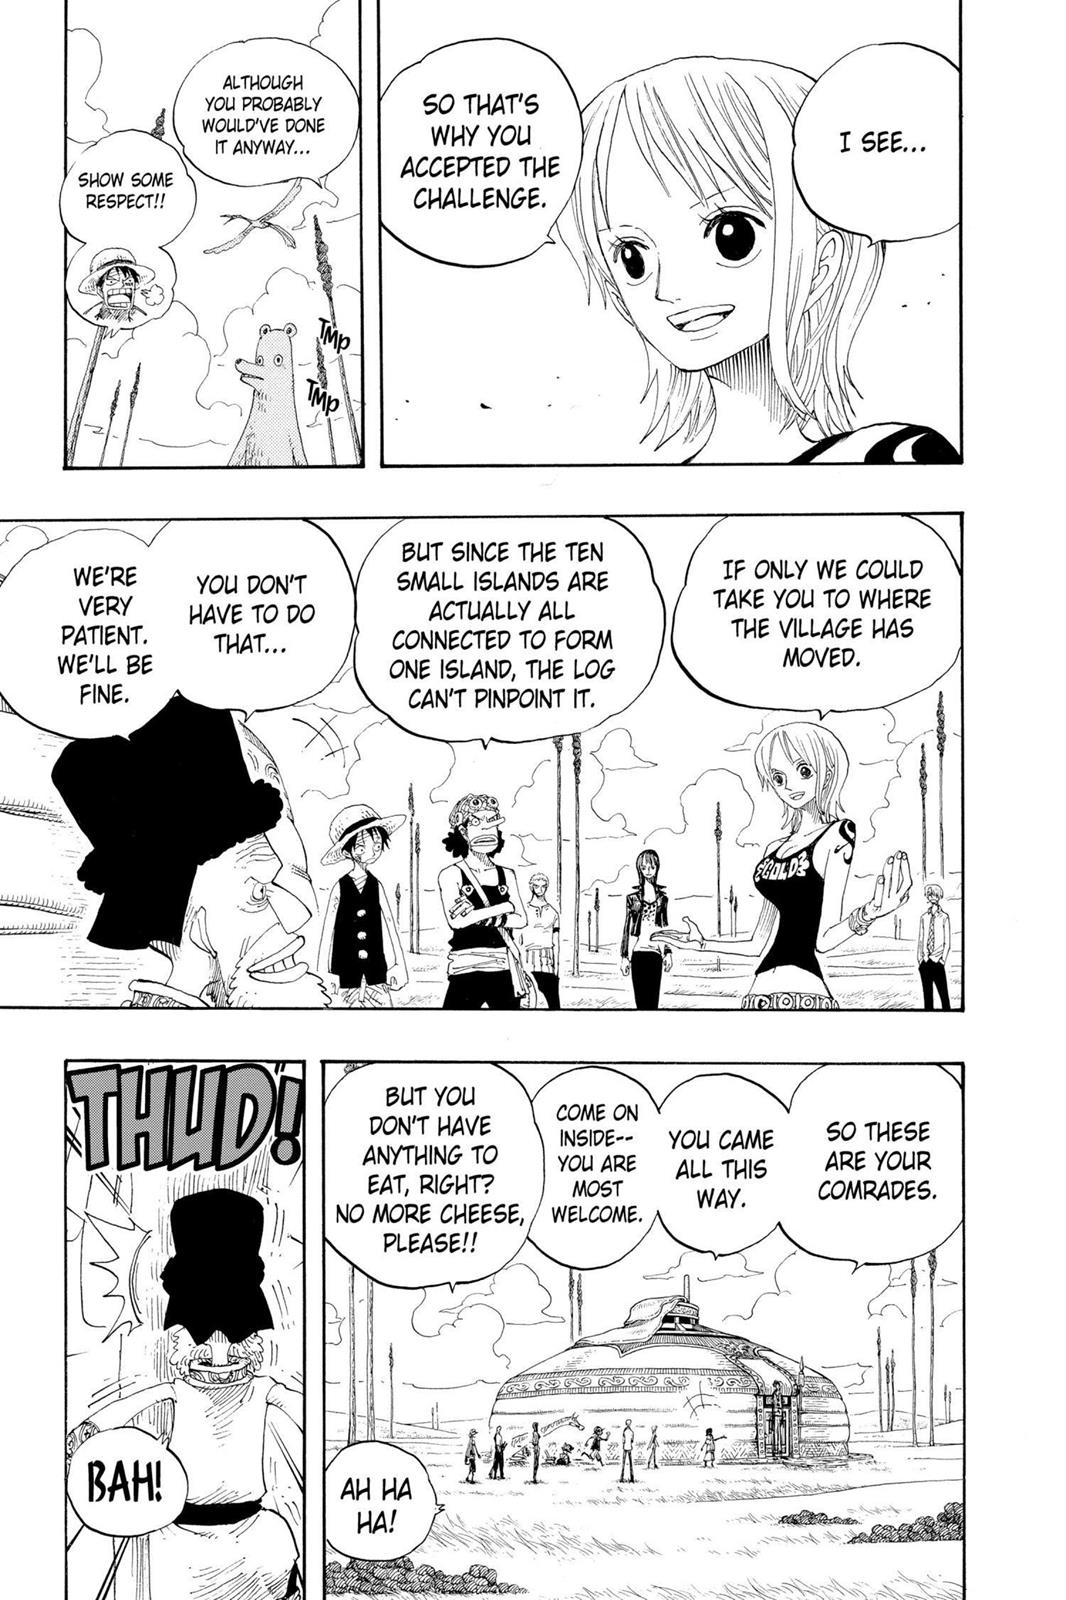 I SEE...
SO THAT'S
WHY YOU
ACCEPTED THE
CHALLENGE.
ALTHOUGH
YOU PROBABLY
WOULD'VE DONE
IT ANYWAY...
SHOW SOME
RESPECT!!
TMP
TMP
IF ONLY WE COULD
TAKE YOU TO WHERE
THE VILLAGE HAS
MOVED.
BUT SINCE THE TEN
SMALL ISLANDS ARE
ACTUALLY ALL
CONNECTED TO FORM
ONE ISLAND, THE LOG
CAN'T PINPOINT IT.
YOU DON'T
HAVE TO DO
THAT...
WE'RE
VERY
PATIENT.
WE'LL BE
FINE.
SO THESE
ARE YOUR
COMRADES.
YOU CAME
ALL THIS
WAY.
COME ON
INSIDE--
YOU ARE
MOST
WELCOME.
BUT YOU
DON'T HAVE
ANYTHING TO
EAT, RIGHT?
NO MORE CHEESE,
PLEASE!!
AH HA
HA!
THUD!
BAH!